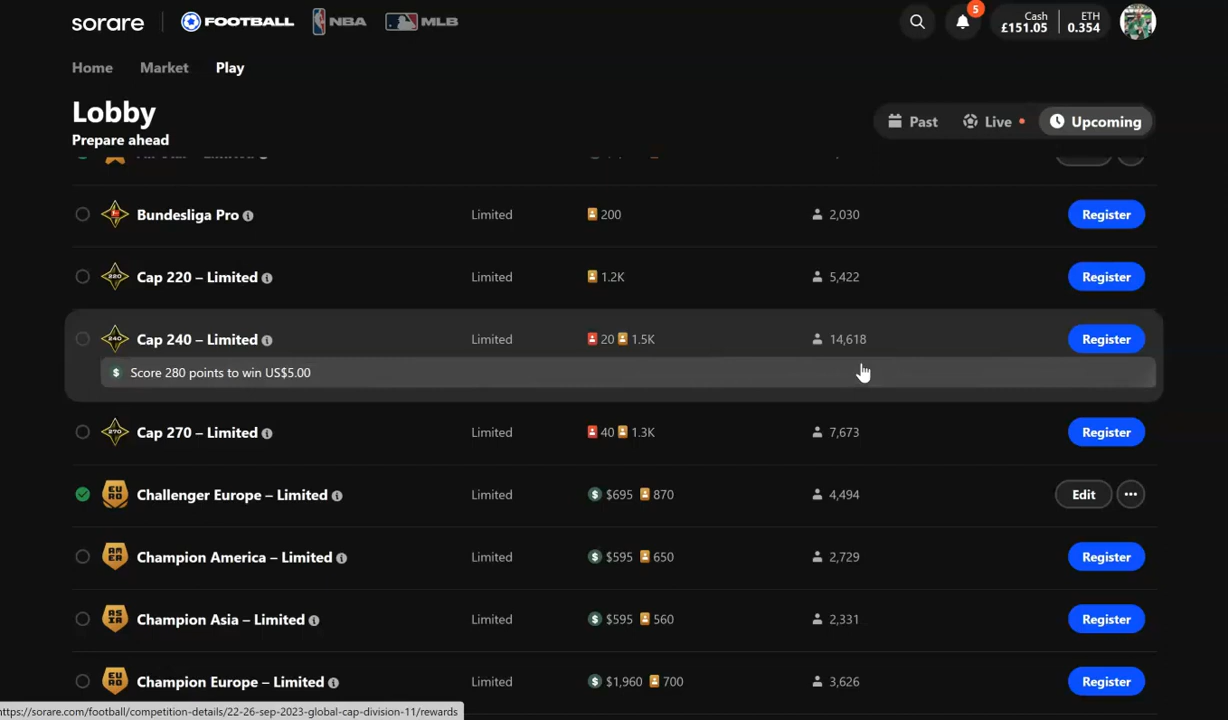 sorare FOOTBALL NBA MLB 5 Cash £151.05 ETH 0.354
Home Market Play
Lobby
Prepare ahead
Past Live Upcoming
Bundesliga Pro Limited 200 2,030 Register
Cap 220 – Limited Limited 1.2K 5,422 Register
240 Cap 240 – Limited Limited 20 1.5K 14,618 Register
$ Score 280 points to win US$5.00
270 Cap 270 – Limited Limited 40 1.3K 7,673 Register
EURO Challenger Europe – Limited Limited $ $695 870 4,494 Edit
AMER Champion America – Limited Limited $ $595 650 2,729 Register
ASIA Champion Asia – Limited Limited $ $595 560 2,331 Register
EURO Champion Europe – Limited Limited $ $1,960 700 3,626 Register
https://sorare.com/football/competition-details/22-26-sep-2023-global-cap-division-11/rewards